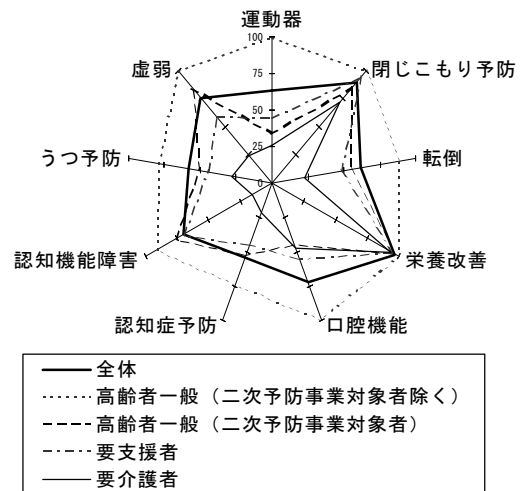 運動器
100
75
50
25
0
閉じこもり予防
転倒
栄養改善
口腔機能
認知症予防
認知機能障害
うつ予防
虚弱
全体
高齢者一般（二次予防事業対象者除く）
高齢者一般（二次予防事業対象者）
要支援者
要介護者